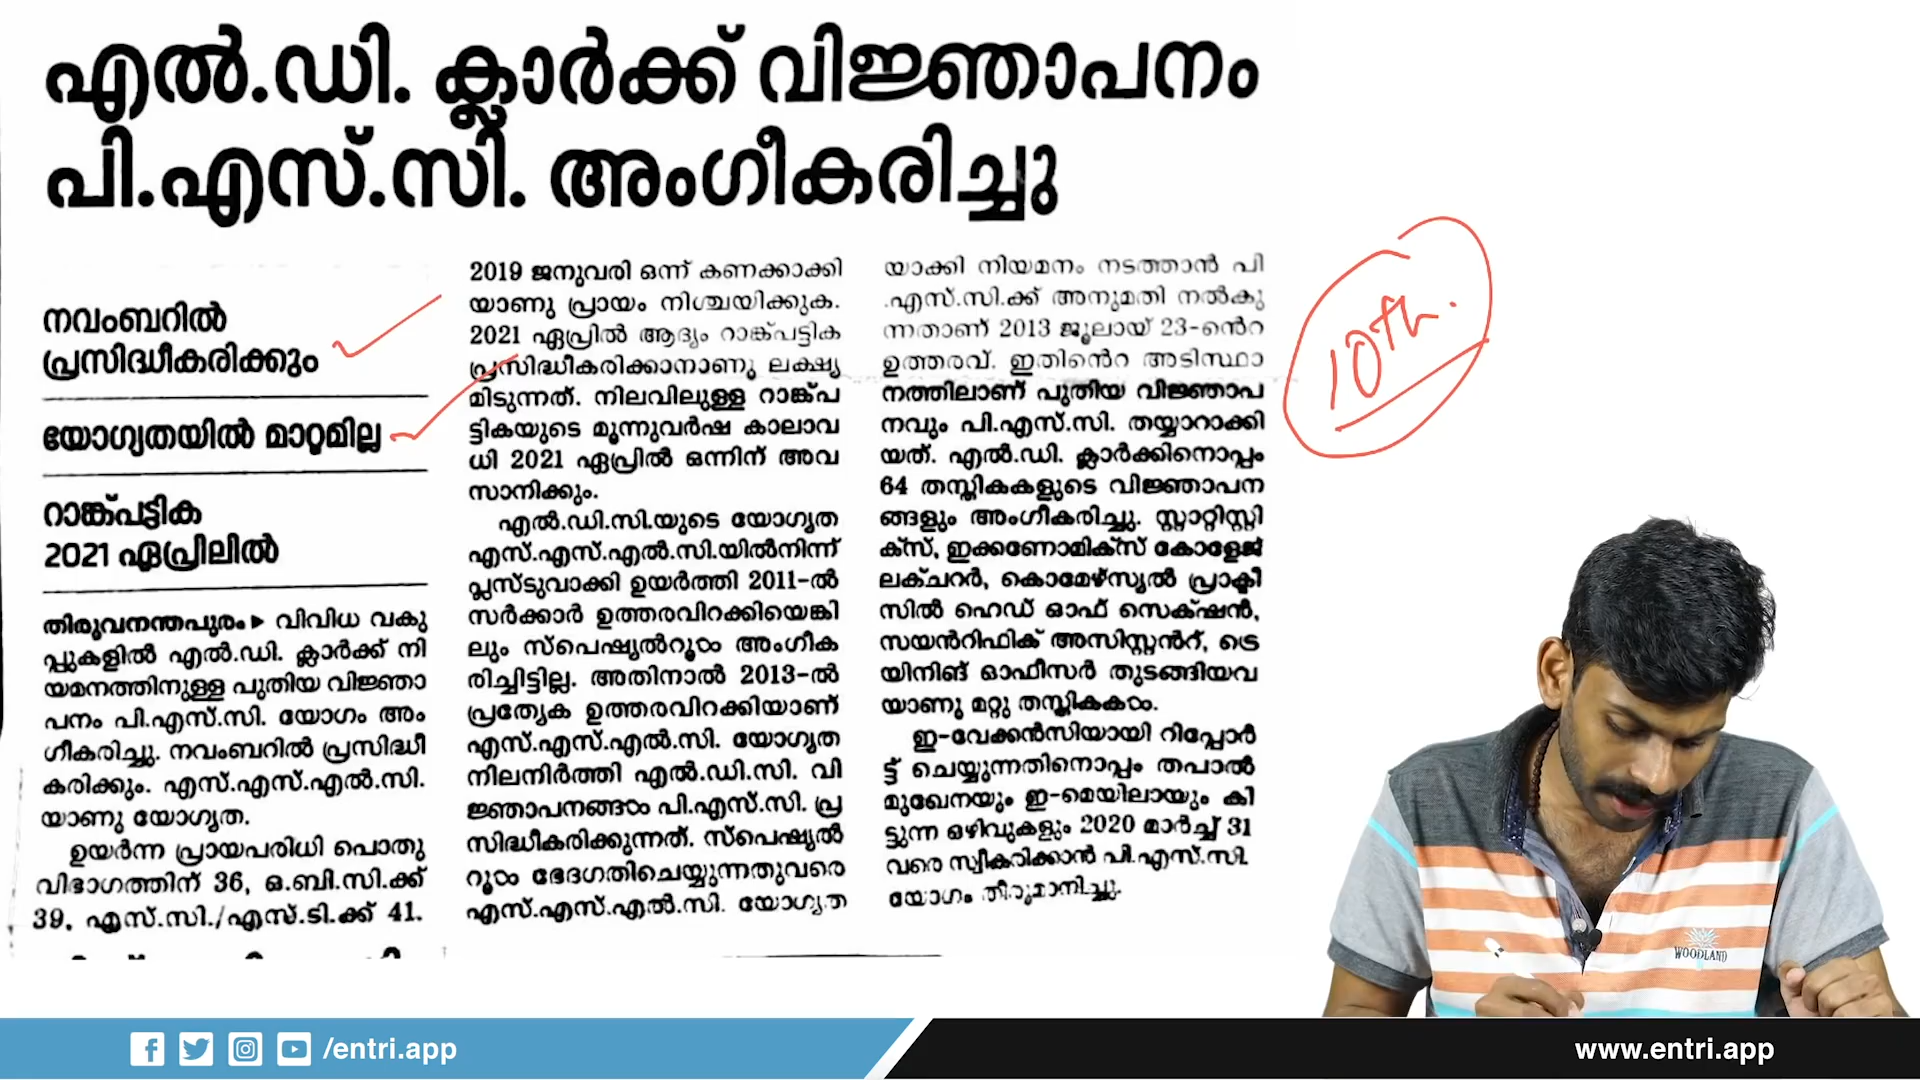 എൽ.ഡി. ക്ലാർക്ക് വിജ്ഞാപനം
പി.എസ്.സി. അംഗീകരിച്ചു
നവംബറിൽ
പ്രസിദ്ധീകരിക്കും
യോഗ്യതയിൽ മാറ്റമില്ല
റാങ്ക്പട്ടിക
2021 ഏപ്രിലിൽ
തിരുവനന്തപുരം ▶ വിവിധ വകു
പ്പുകളിൽ എൽ.ഡി. ക്ലാർക്ക് നി
യമനത്തിനുള്ള പുതിയ വിജ്ഞാ
പനം പി.എസ്.സി. യോഗം അം
ഗീകരിച്ചു. നവംബറിൽ പ്രസിദ്ധീ
കരിക്കും. എസ്.എസ്.എൽ.സി.
യാണു യോഗ്യത.
ഉയർന്ന പ്രായപരിധി പൊതു
വിഭാഗത്തിന് 36, ഒ.ബി.സി.ക്ക്
39, എസ്.സി./എസ്.ടി.ക്ക് 41.
2019 ജനുവരി ഒന്ന് കണക്കാക്കി
യാണു പ്രായം നിശ്ചയിക്കുക.
2021 ഏപ്രിൽ ആദ്യം റാങ്ക്പട്ടിക
പ്രസിദ്ധീകരിക്കാനാണു ലക്ഷ്യ
മിടുന്നത്. നിലവിലുള്ള റാങ്ക്പ
ട്ടികയുടെ മൂന്നുവർഷ കാലാവ
ധി 2021 ഏപ്രിൽ ഒന്നിന് അവ
സാനിക്കും.
എൽ.ഡി.സി.യുടെ യോഗ്യത
എസ്.എസ്.എൽ.സി.യിൽനിന്ന്
പ്ലസ്ടുവാക്കി ഉയർത്തി 2011-ൽ
സർക്കാർ ഉത്തരവിറക്കിയെങ്കി
ലും സ്പെഷ്യൽറൂൾ അംഗീക
രിച്ചിട്ടില്ല. അതിനാൽ 2013-ൽ
പ്രത്യേക ഉത്തരവിറക്കിയാണ്
എസ്.എസ്.എൽ.സി. യോഗ്യത
നിലനിർത്തി എൽ.ഡി.സി. വി
ജ്ഞാപനങ്ങൾ പി.എസ്.സി. പ്ര
സിദ്ധീകരിക്കുന്നത്. സ്പെഷ്യൽ
റൂൾ ഭേദഗതിചെയ്യുന്നതുവരെ
എസ്.എസ്.എൽ.സി. യോഗ്യത
യാക്കി നിയമനം നടത്താൻ പി
.എസ്.സി.ക്ക് അനുമതി നൽകു
ന്നതാണ് 2013 ജൂലായ് 23-ന്റെ
ഉത്തരവ്. ഇതിന്റെ അടിസ്ഥാ
നത്തിലാണ് പുതിയ വിജ്ഞാപ
നവും പി.എസ്.സി. തയ്യാറാക്കി
യത്. എൽ.ഡി. ക്ലാർക്കിനൊപ്പം
64 തസ്തികകളുടെ വിജ്ഞാപന
ങ്ങളും അംഗീകരിച്ചു. സ്റ്റാറ്റിസ്റ്റി
ക്സ്, ഇക്കണോമിക്സ് കോളേജ്
ലക്ചറർ, കൊമേഴ്സ്യൽ പ്രാക്ടീ
സിൽ ഹെഡ് ഓഫ് സെക്ഷൻ,
സയന്റിഫിക് അസിസ്റ്റന്റ്, ട്രെ
യിനിങ് ഓഫീസർ തുടങ്ങിയവ
യാണു മറ്റു തസ്തികകൾ.
ഇ-വേക്കൻസിയായി റിപ്പോർ
ട്ട് ചെയ്യുന്നതിനൊപ്പം തപാൽ
മുഖേനയും ഇ-മെയിലായും കി
ട്ടുന്ന ഒഴിവുകളും 2020 മാർച്ച് 31
വരെ സ്വീകരിക്കാൻ പി.എസ്.സി.
യോഗം തീരുമാനിച്ചു.
10th.
WOODLAND
/entri.app
www.entri.app